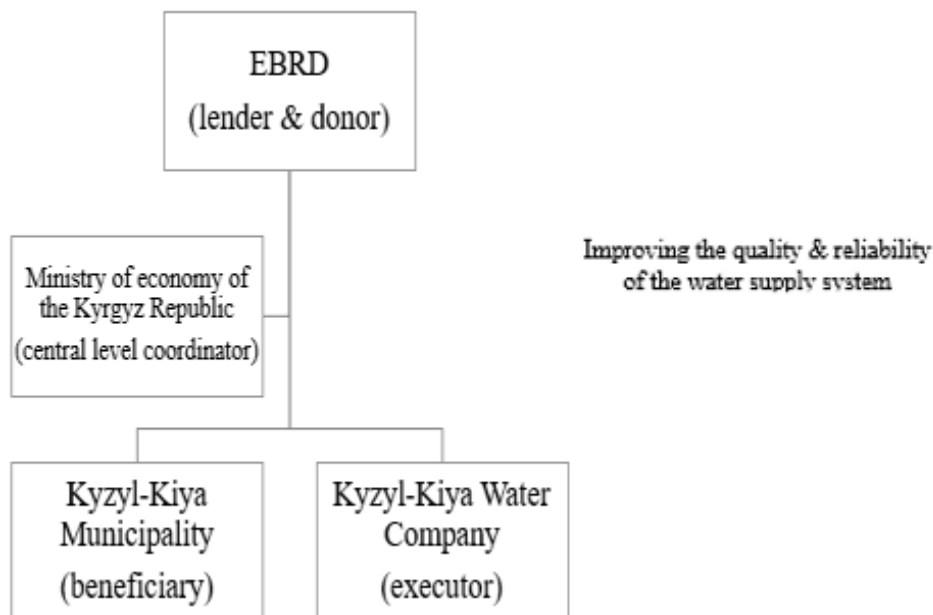 EBRD
(lender & donor)
Ministry of economy of
the Kyrgyz Republic
(central level coordinator)
Improving the quality & reliability
of the water supply system
Kyzyl-Kiya
Municipality
(beneficiary)
Kyzyl-Kiya Water
Company
(executor)